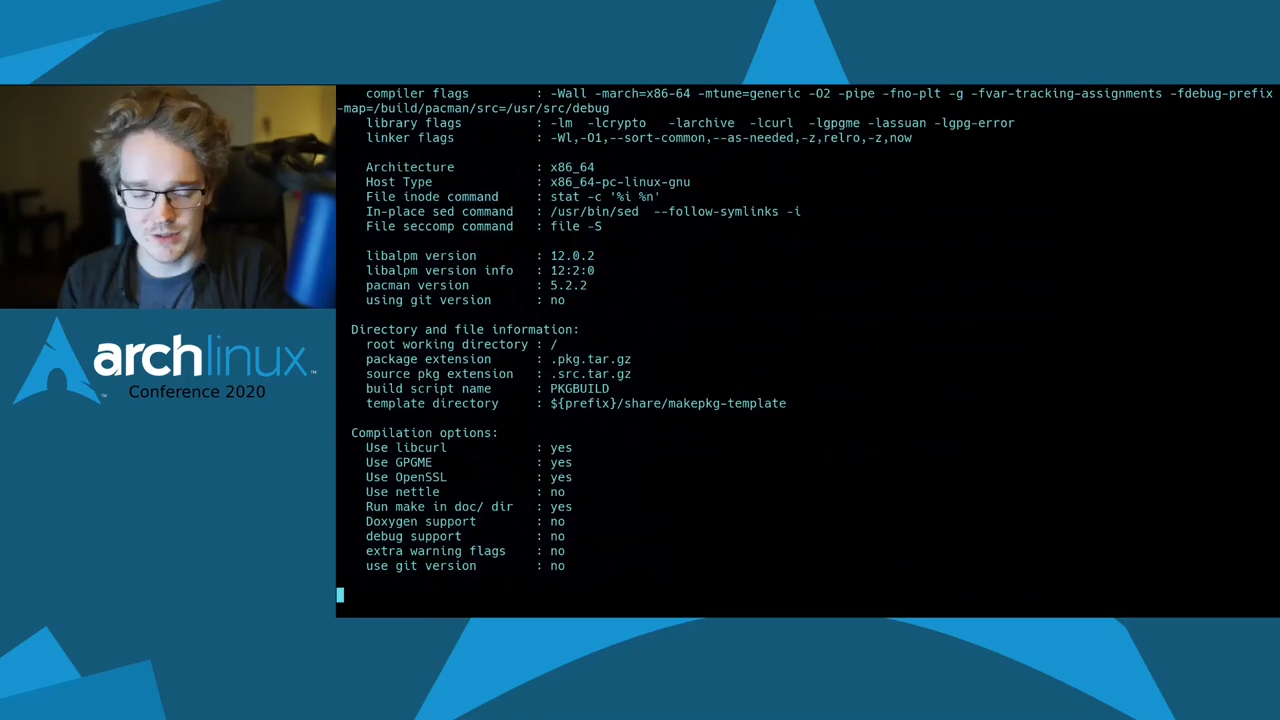 compiler flags : -Wall -march=x86-64 -mtune=generic -O2 -pipe -fno-plt -g -fvar-tracking-assignments -fdebug-prefix
-map=/build/pacman/src=/usr/src/debug
library flags : -lm -lcrypto -larchive -lcurl -lgpgme -lassuan -lgpg-error
linker flags : -Wl,-O1,--sort-common,--as-needed,-z,relro,-z,now
Architecture : x86_64
Host Type : x86_64-pc-linux-gnu
File inode command : stat -c '%i %n'
In-place sed command : /usr/bin/sed --follow-symlinks -i
File seccomp command : file -S
libalpm version : 12.0.2
libalpm version info : 12:2:0
pacman version : 5.2.2
using git version : no
Directory and file information:
root working directory : /
package extension : .pkg.tar.gz
source pkg extension : .src.tar.gz
build script name : PKGBUILD
template directory : ${prefix}/share/makepkg-template
Compilation options:
Use libcurl : yes
Use GPGME : yes
Use OpenSSL : yes
Use nettle : no
Run make in doc/ dir : yes
Doxygen support : no
debug support : no
extra warning flags : no
use git version : no
archlinux™
™
Conference 2020